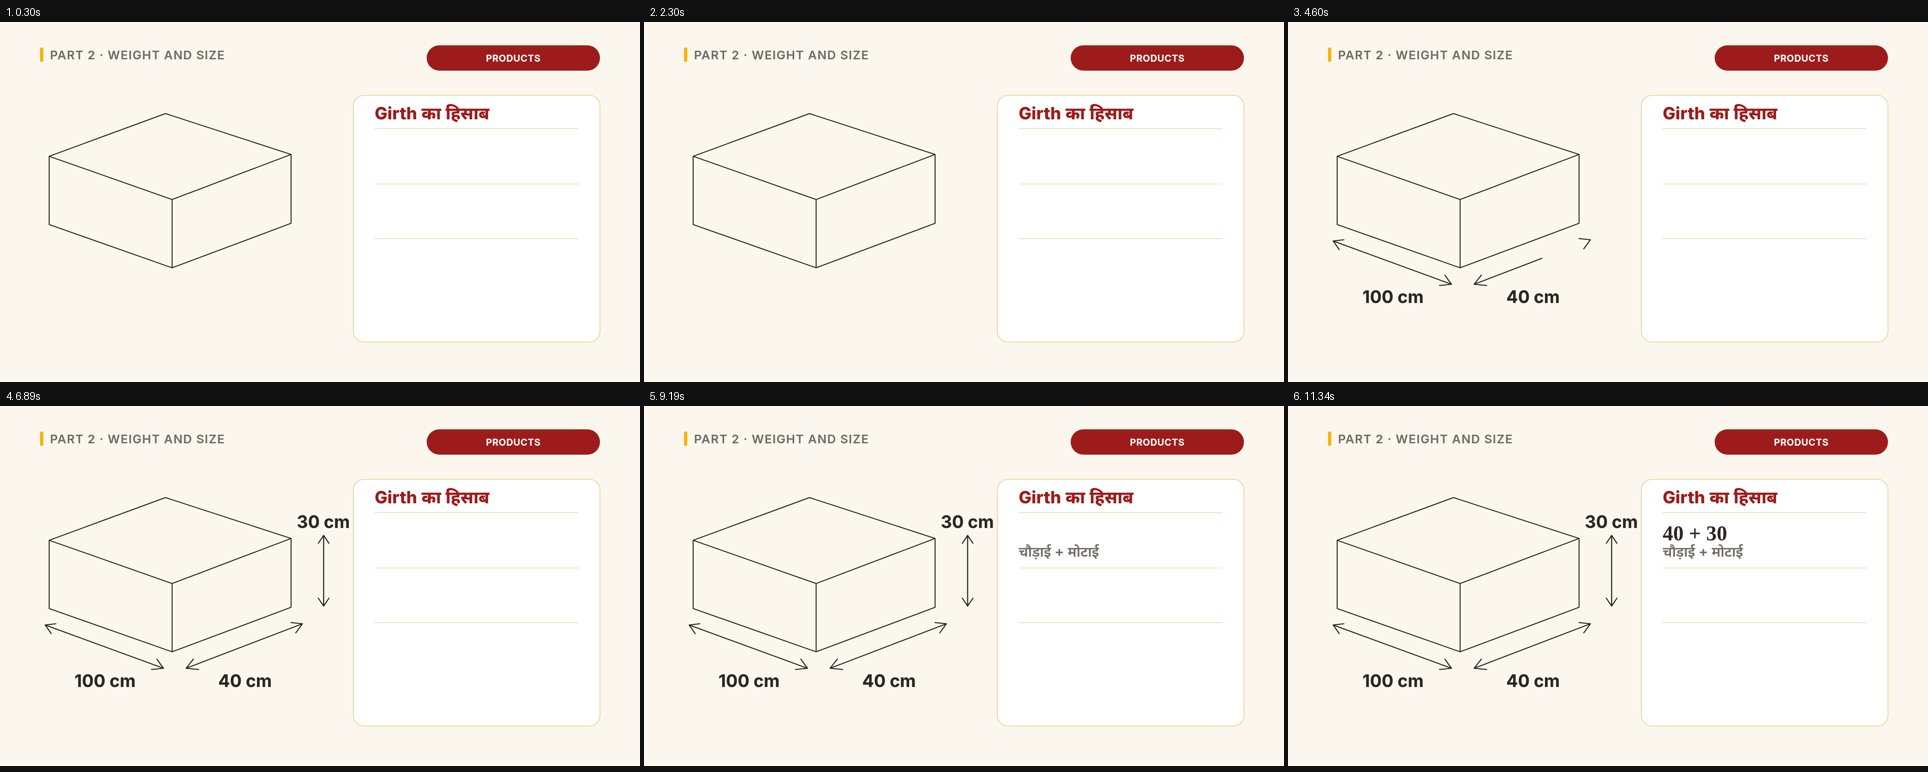 1. 0.30s
PART 2 · WEIGHT AND SIZE
PRODUCTS
Girth का हिसाब
2. 2.30s
PART 2 · WEIGHT AND SIZE
PRODUCTS
Girth का हिसाब
3. 4.60s
PART 2 · WEIGHT AND SIZE
PRODUCTS
Girth का हिसाब
100 cm
40 cm
4. 6.89s
PART 2 · WEIGHT AND SIZE
PRODUCTS
Girth का हिसाब
30 cm
100 cm
40 cm
5. 9.19s
PART 2 · WEIGHT AND SIZE
PRODUCTS
Girth का हिसाब
30 cm
चौड़ाई + मोटाई
100 cm
40 cm
6. 11.34s
PART 2 · WEIGHT AND SIZE
PRODUCTS
Girth का हिसाब
30 cm
40 + 30
चौड़ाई + मोटाई
100 cm
40 cm